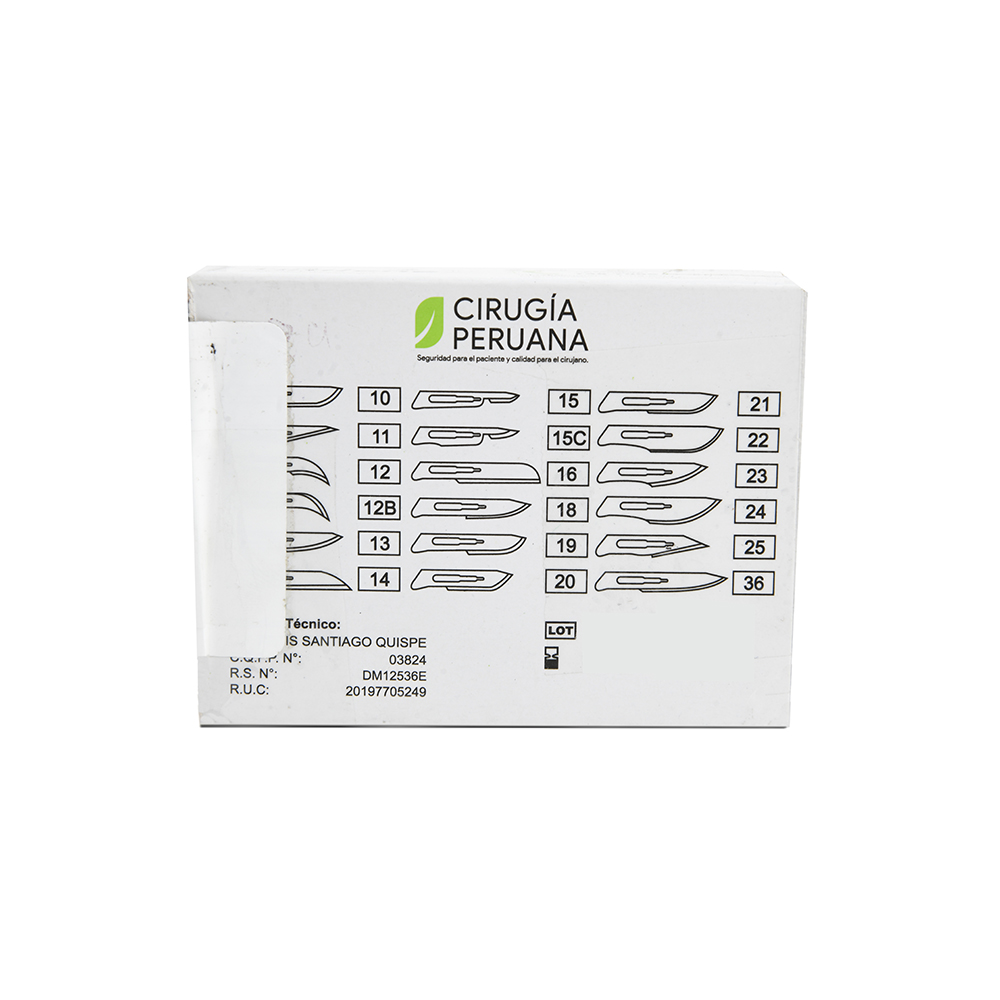 CIRUGÍA
PERUANA
Seguridad para el paciente y calidad para el cirujano.
10 15 21
11 15C 22
12 16 23
12B 18 24
13 19 25
14 20 36
Técnico:
SANTIAGO QUISPE
N°: 03824
R.S. N°: DM12536E
R.U.C: 20197705249
LOT